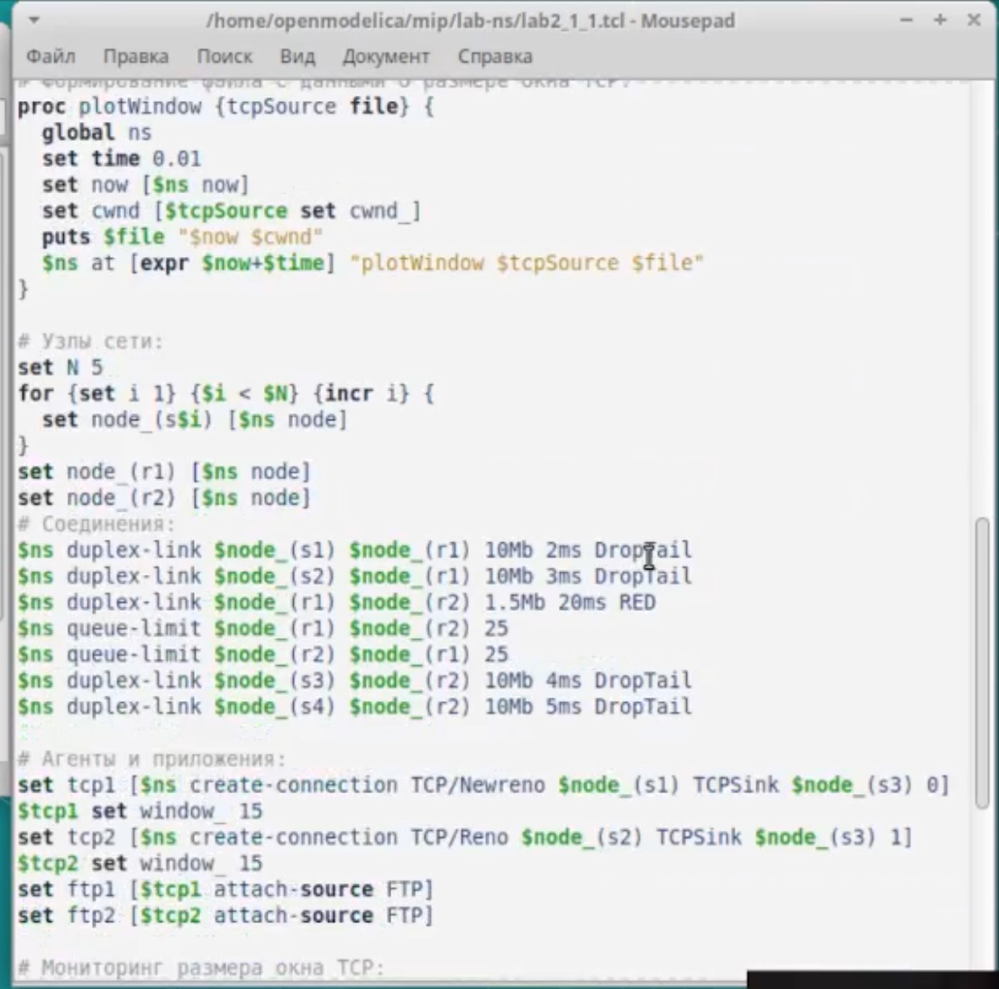 /home/openmodelica/mip/lab-ns/lab2_1_1.tcl - Mousepad
Файл Правка Поиск Вид Документ Справка
# Формирование файла с данными о размере окна TCP:
proc plotWindow {tcpSource file} {
  global ns
  set time 0.01
  set now [$ns now]
  set cwnd [$tcpSource set cwnd_]
  puts $file "$now $cwnd"
  $ns at [expr $now+$time] "plotWindow $tcpSource $file"
}
# Узлы сети:
set N 5
for {set i 1} {$i < $N} {incr i} {
  set node_(s$i) [$ns node]
}
set node_(r1) [$ns node]
set node_(r2) [$ns node]
# Соединения:
$ns duplex-link $node_(s1) $node_(r1) 10Mb 2ms DropTail
$ns duplex-link $node_(s2) $node_(r1) 10Mb 3ms DropTail
$ns duplex-link $node_(r1) $node_(r2) 1.5Mb 20ms RED
$ns queue-limit $node_(r1) $node_(r2) 25
$ns queue-limit $node_(r2) $node_(r1) 25
$ns duplex-link $node_(s3) $node_(r2) 10Mb 4ms DropTail
$ns duplex-link $node_(s4) $node_(r2) 10Mb 5ms DropTail
# Агенты и приложения:
set tcp1 [$ns create-connection TCP/Newreno $node_(s1) TCPSink $node_(s3) 0]
$tcp1 set window_ 15
set tcp2 [$ns create-connection TCP/Reno $node_(s2) TCPSink $node_(s3) 1]
$tcp2 set window_ 15
set ftp1 [$tcp1 attach-source FTP]
set ftp2 [$tcp2 attach-source FTP]
# Мониторинг размера окна TCP: